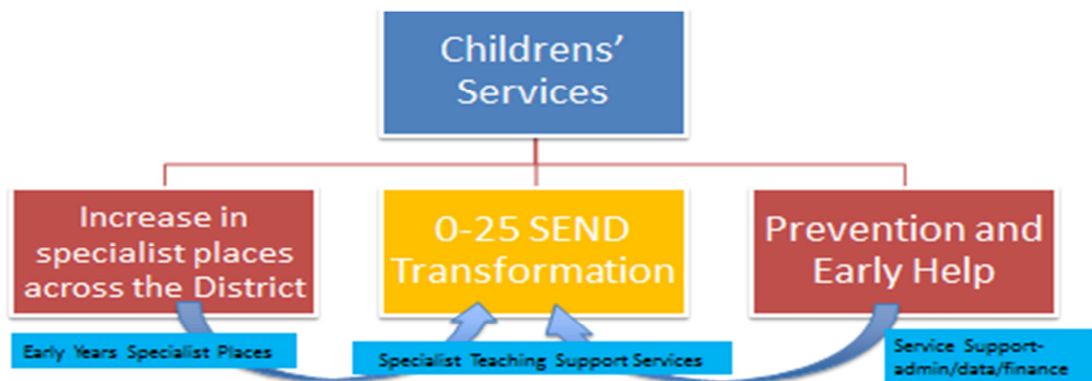 Childrens’
Services
Increase in
specialist places
across the District
0-25 SEND
Transformation
Prevention and
Early Help
Early Years Specialist Places
Specialist Teaching Support Services
Service Support-
admin/data/finance